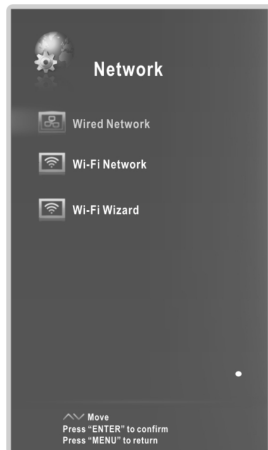 Network
Wired Network
Wi-Fi Network
Wi-Fi Wizard
Move
Press “ENTER” to confirm
Press “MENU” to return